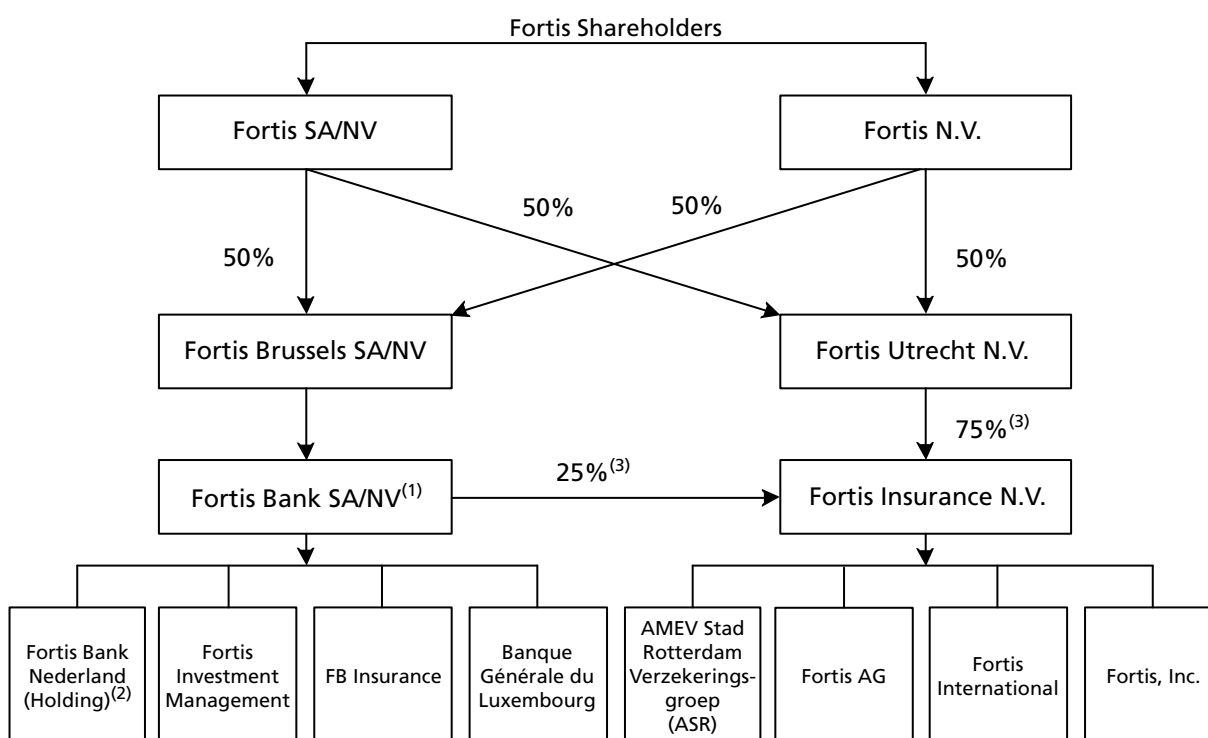 Fortis Shareholders
Fortis SA/NV
Fortis N.V.
50%
50%
50%
50%
Fortis Brussels SA/NV
Fortis Utrecht N.V.
75%(3)
25%(3)
Fortis Bank SA/NV(1)
Fortis Insurance N.V.
Fortis Bank
Nederland
(Holding)(2)
Fortis
Investment
Management
FB Insurance
Banque
Générale du
Luxembourg
AMEV Stad
Rotterdam
Verzekerings-
groep
(ASR)
Fortis AG
Fortis
International
Fortis, Inc.